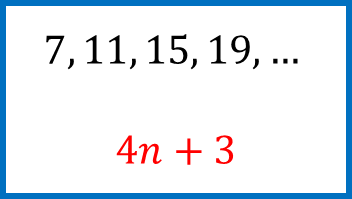 7, 11, 15, 19, ...
4n + 3